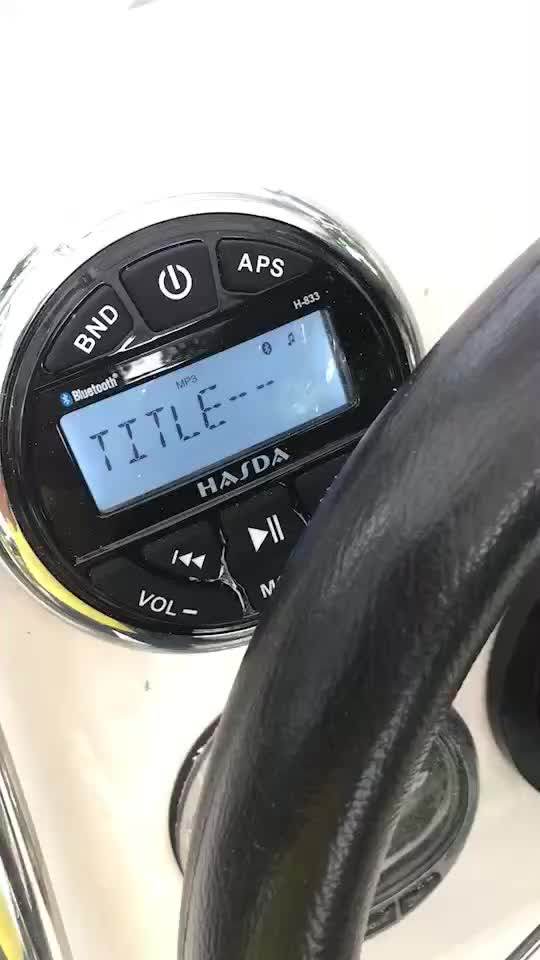 BND
APS
H-833
Bluetooth
MP3
TITLE---
HASDA
VOL –